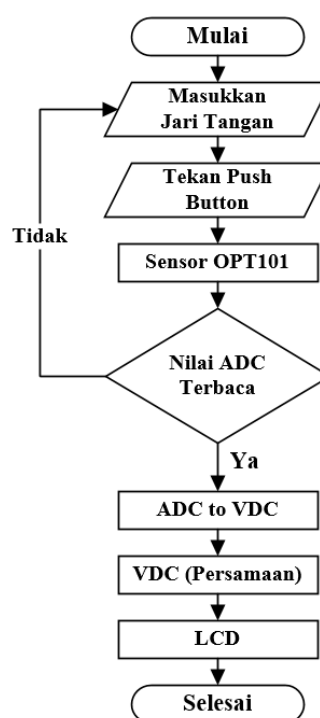 Mulai
Masukkan
Jari Tangan
Tekan Push
Button
Tidak
Sensor OPT101
Nilai ADC
Terbaca
Ya
ADC to VDC
VDC (Persamaan)
LCD
Selesai